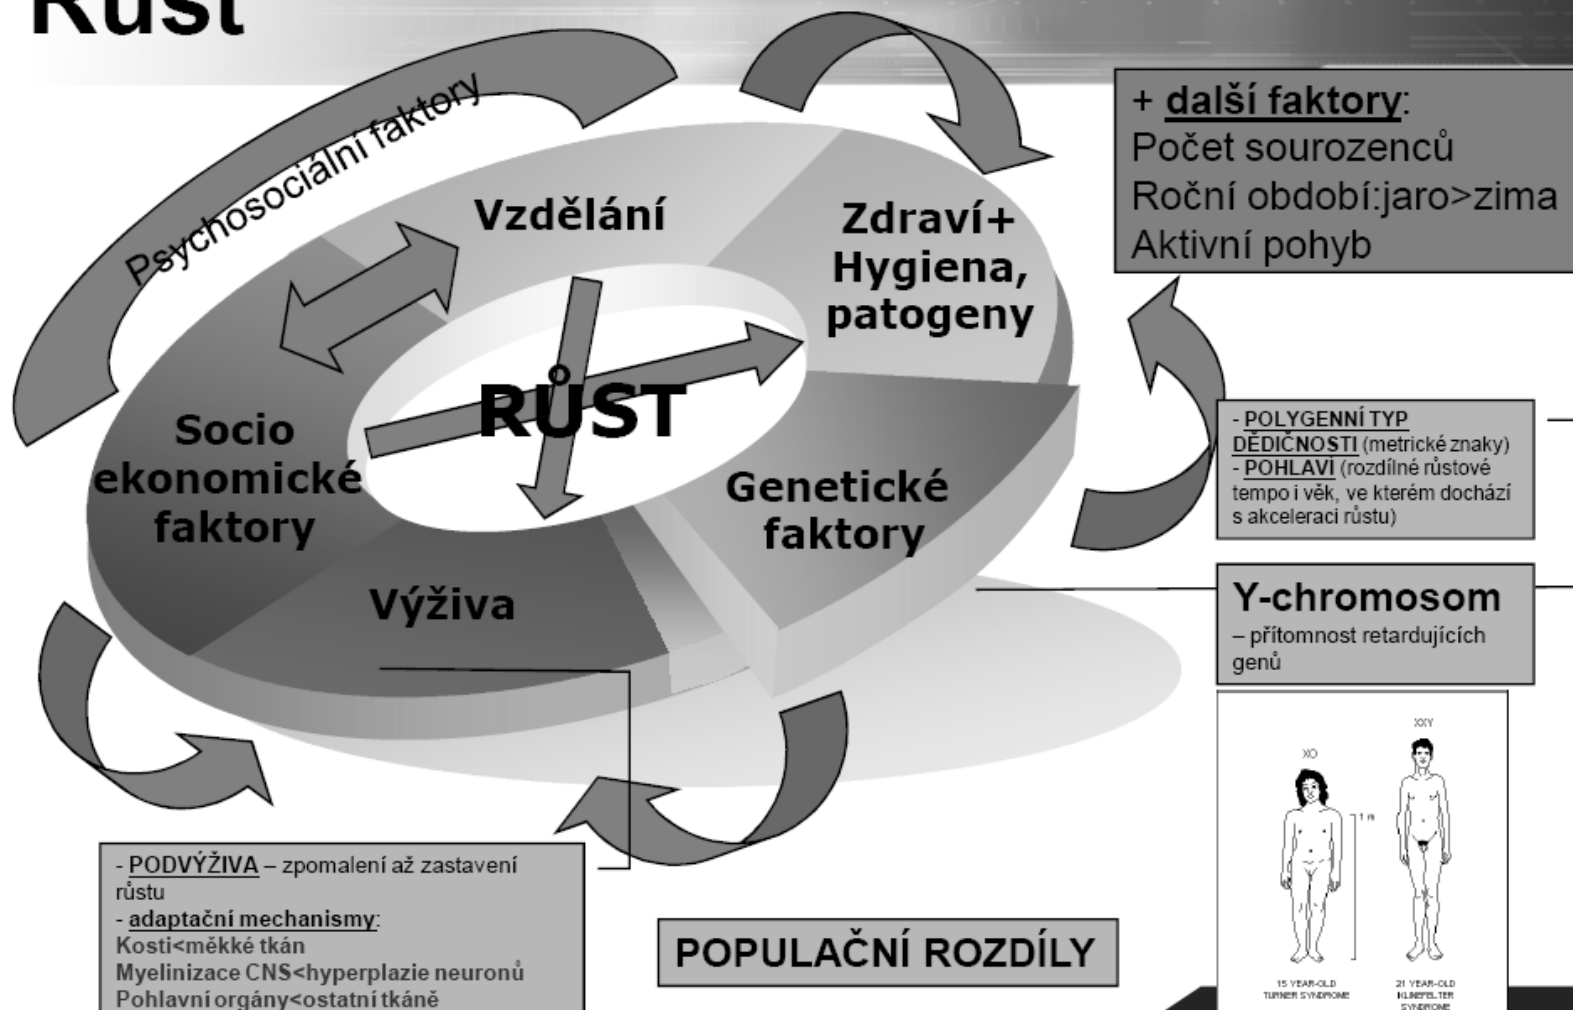 Růst
Psychosociální faktory
Vzdělání
Zdraví+
Hygiena,
patogeny
+ další faktory:
Počet sourozenců
Roční období:jaro>zima
Aktivní pohyb
RŮST
Socio
ekonomické
faktory
Genetické
faktory
Výživa
- POLYGENNÍ TYP
DĚDIČNOSTI (metrické znaky)
- POHLAVÍ (rozdílné růstové
tempo i věk, ve kterém dochází
s akceleraci růstu)
Y-chromosom
– přítomnost retardujících
genů
XO
XXY
1 m
15 YEAR-OLD
TURNER SYNDROME
21 YEAR-OLD
KLINEFELTER
SYNDROME
- PODVÝŽIVA – zpomalení až zastavení
růstu
- adaptační mechanismy:
Kosti<měkké tkán
Myelinizace CNS<hyperplazie neuronů
Pohlavní orgány<ostatní tkáně
POPULAČNÍ ROZDÍLY